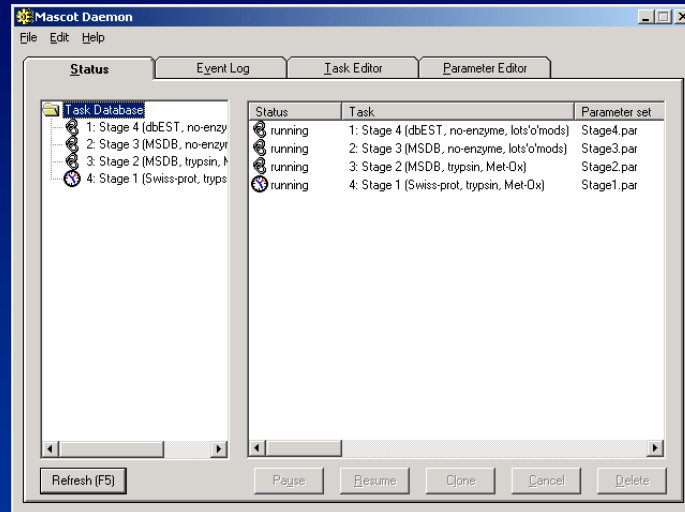 Mascot Daemon
File Edit Help
Status Event Log Task Editor Parameter Editor
Task Database
1: Stage 4 (dbEST, no-enzy
2: Stage 3 (MSDB, no-enzyr
3: Stage 2 (MSDB, trypsin, M
4: Stage 1 (Swiss-prot, tryps
Status Task Parameter set
running 1: Stage 4 (dbEST, no-enzyme, lots'o'mods) Stage4.par
running 2: Stage 3 (MSDB, no-enzyme, lots'o'mods) Stage3.par
running 3: Stage 2 (MSDB, trypsin, Met-Ox) Stage2.par
running 4: Stage 1 (Swiss-prot, trypsin, Met-Ox) Stage1.par
Refresh (F5) Pause Resume Clone Cancel Delete